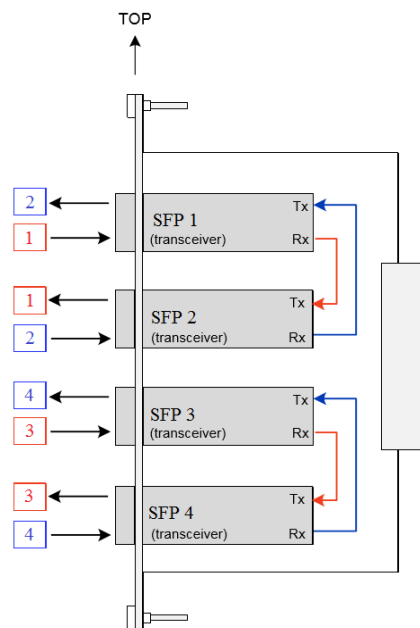 TOP
2
SFP 1
Tx
1
(transceiver)
Rx
1
SFP 2
Tx
2
(transceiver)
Rx
4
SFP 3
Tx
3
(transceiver)
Rx
3
SFP 4
Tx
4
(transceiver)
Rx